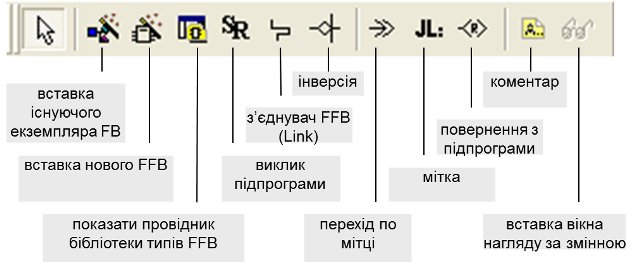 SR
JL:
R
A..
інверсія
коментар
вставка
існуючого
екземпляра FB
з'єднувач FFB
(Link)
повернення з
підпрограми
вставка нового FFB
виклик
підпрограми
мітка
показати провідник
бібліотеки типів FFB
перехід по
мітці
вставка вікна
нагляду за змінною